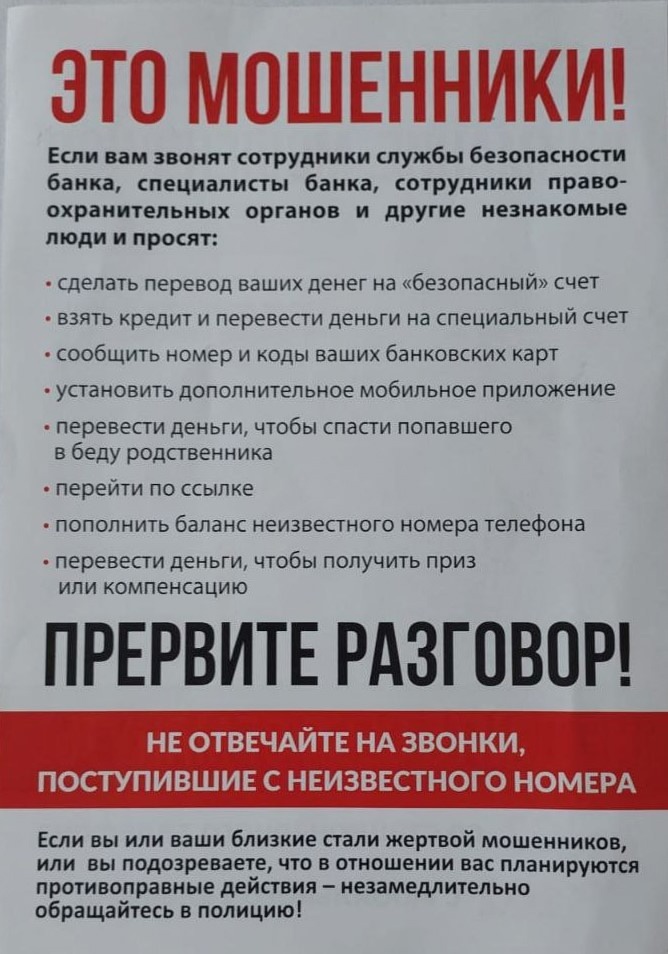 ЭТО МОШЕННИКИ!
Если вам звонят сотрудники службы безопасности
банка, специалисты банка, сотрудники право-
охранительных органов и другие незнакомые
люди и просят:
• сделать перевод ваших денег на «безопасный» счет
• взять кредит и перевести деньги на специальный счет
• сообщить номер и коды ваших банковских карт
• установить дополнительное мобильное приложение
• перевести деньги, чтобы спасти попавшего
в беду родственника
• перейти по ссылке
• пополнить баланс неизвестного номера телефона
• перевести деньги, чтобы получить приз
или компенсацию
ПРЕРВИТЕ РАЗГОВОР!
НЕ ОТВЕЧАЙТЕ НА ЗВОНКИ,
ПОСТУПИВШИЕ С НЕИЗВЕСТНОГО НОМЕРА
Если вы или ваши близкие стали жертвой мошенников,
или вы подозреваете, что в отношении вас планируются
противоправные действия – незамедлительно
обращайтесь в полицию!